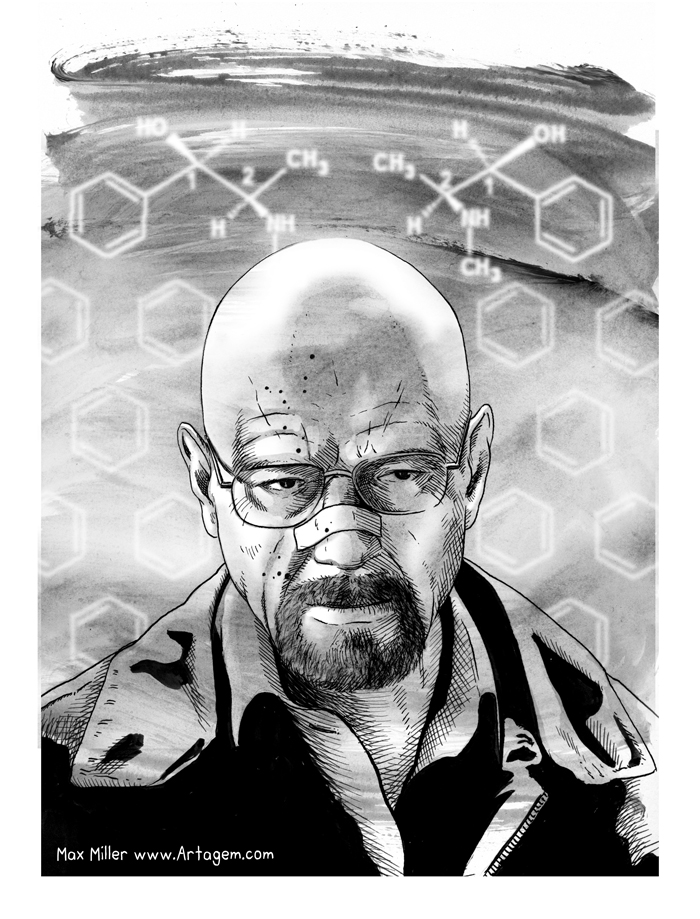 HO H
1 2 CH3
H NH
H OH
CH3 2 1
H NH
CH3
Max Miller www.Artagem.com